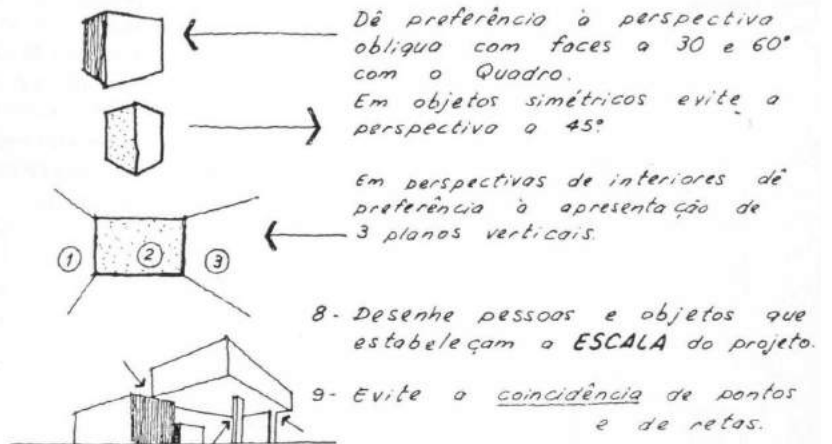 Dê preferência à perspectiva
obliqua com faces a 30 e 60°
com o Quadro.
Em objetos simétricos evite a
perspectiva a 45°
Em perspectivas de interiores dê
preferência à apresentação de
3 planos verticais.
1 2 3
8- Desenhe pessoas e objetos que
estabeleçam a ESCALA do projeto.
9- Evite a coincidência de pontos
e de retas.